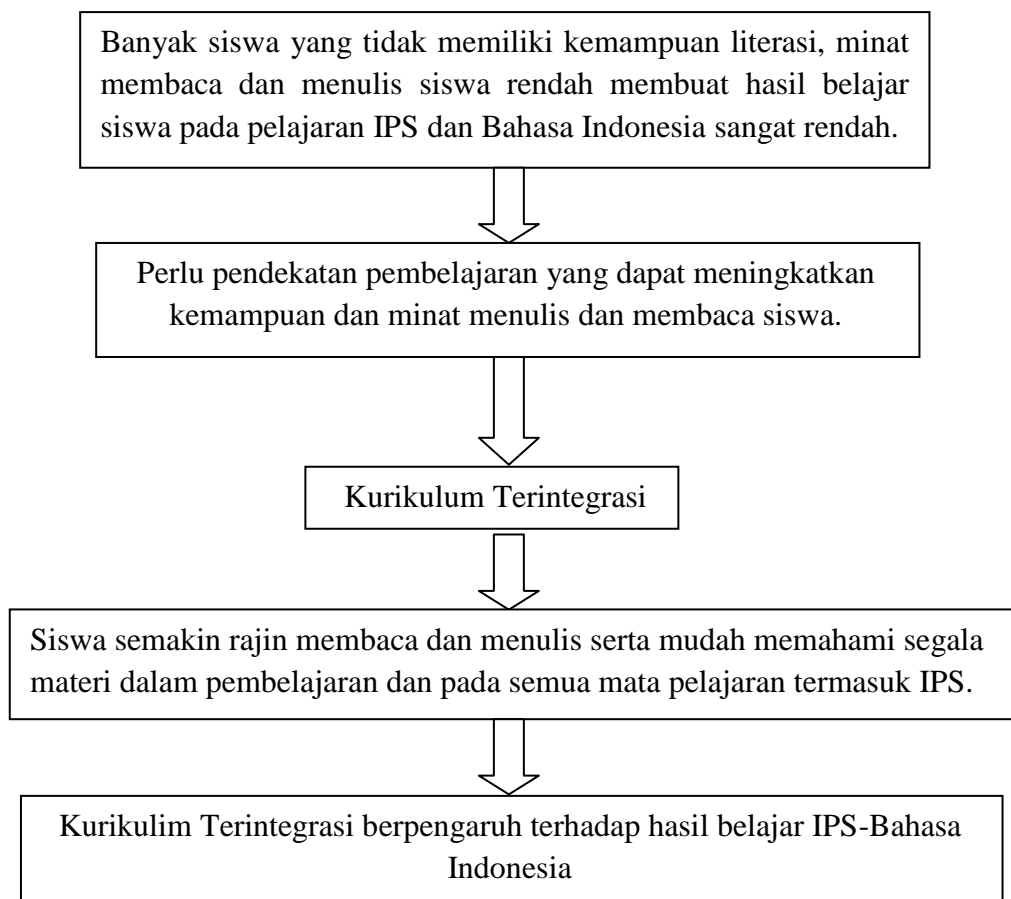 Banyak siswa yang tidak memiliki kemampuan literasi, minat
membaca dan menulis siswa rendah membuat hasil belajar
siswa pada pelajaran IPS dan Bahasa Indonesia sangat rendah.
Perlu pendekatan pembelajaran yang dapat meningkatkan
kemampuan dan minat menulis dan membaca siswa.
Kurikulum Terintegrasi
Siswa semakin rajin membaca dan menulis serta mudah memahami segala
materi dalam pembelajaran dan pada semua mata pelajaran termasuk IPS.
Kurikulim Terintegrasi berpengaruh terhadap hasil belajar IPS-Bahasa
Indonesia